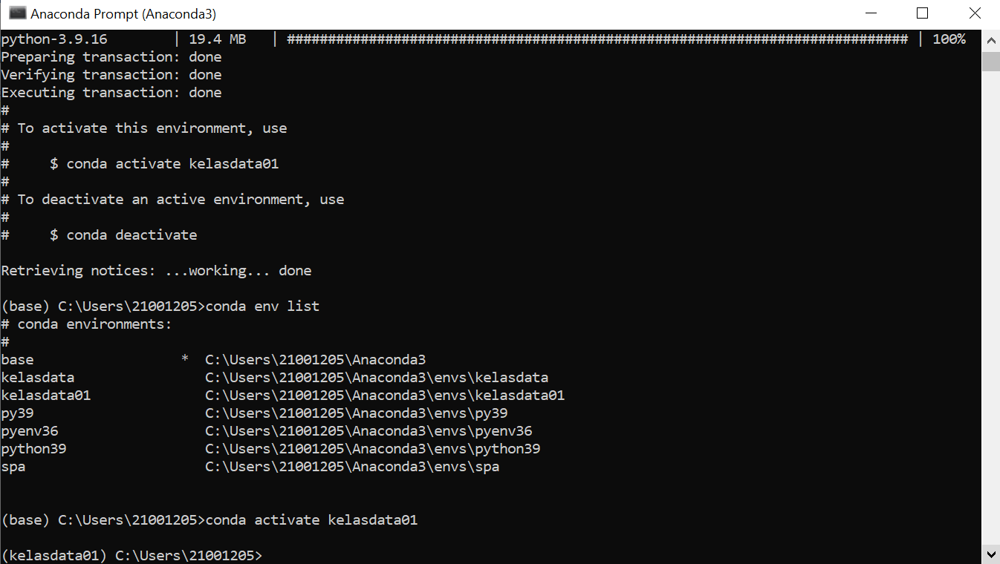 Anaconda Prompt (Anaconda3)
python-3.9.16        | 19.4 MB   | ############################################################################ | 100%
Preparing transaction: done
Verifying transaction: done
Executing transaction: done
#
# To activate this environment, use
#
#     $ conda activate kelasdata01
#
# To deactivate an active environment, use
#
#     $ conda deactivate
Retrieving notices: ...working... done
(base) C:\Users\21001205>conda env list
# conda environments:
#
base                  *  C:\Users\21001205\Anaconda3
kelasdata                C:\Users\21001205\Anaconda3\envs\kelasdata
kelasdata01              C:\Users\21001205\Anaconda3\envs\kelasdata01
py39                     C:\Users\21001205\Anaconda3\envs\py39
pyenv36                  C:\Users\21001205\Anaconda3\envs\pyenv36
python39                 C:\Users\21001205\Anaconda3\envs\python39
spa                      C:\Users\21001205\Anaconda3\envs\spa
(base) C:\Users\21001205>conda activate kelasdata01
(kelasdata01) C:\Users\21001205>